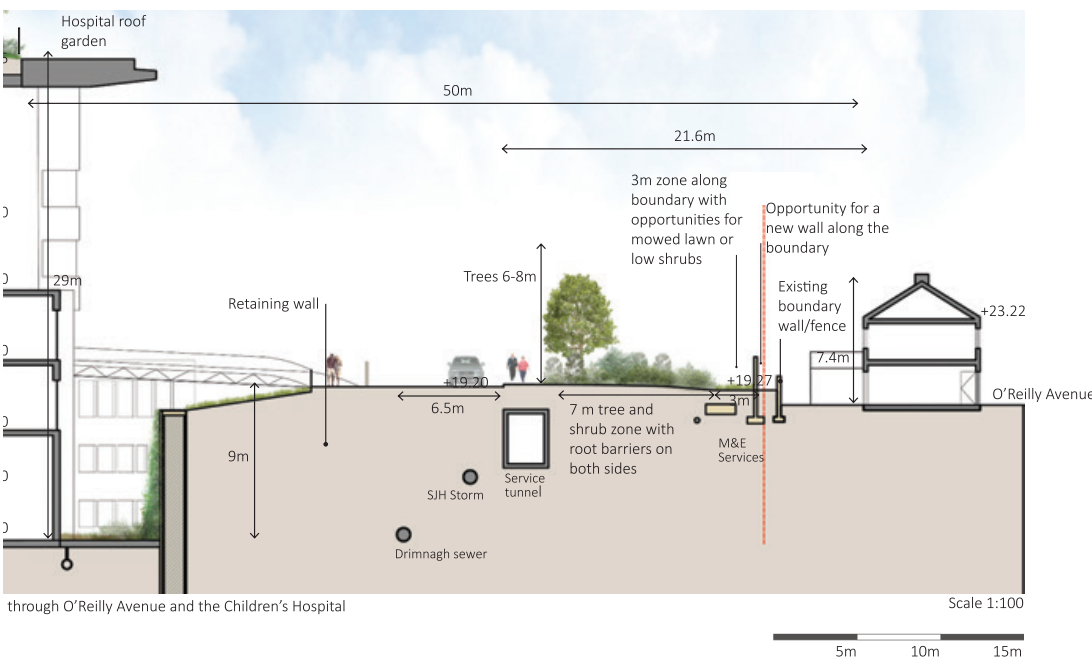 Hospital roof
garden
50m
21.6m
3m zone along
boundary with
opportunities for
mowed lawn or
low shrubs
Opportunity for a
new wall along the
boundary
Trees 6-8m
29m
Existing
boundary
wall/fence
Retaining wall
+23.22
7.4m
+19.20
+19.27
O'Reilly Avenue
6.5m
7 m tree and
shrub zone with
root barriers on
both sides
3m
M&E
Services
9m
Service
tunnel
SJH Storm
Drimnagh sewer
through O'Reilly Avenue and the Children's Hospital
Scale 1:100
5m
10m
15m